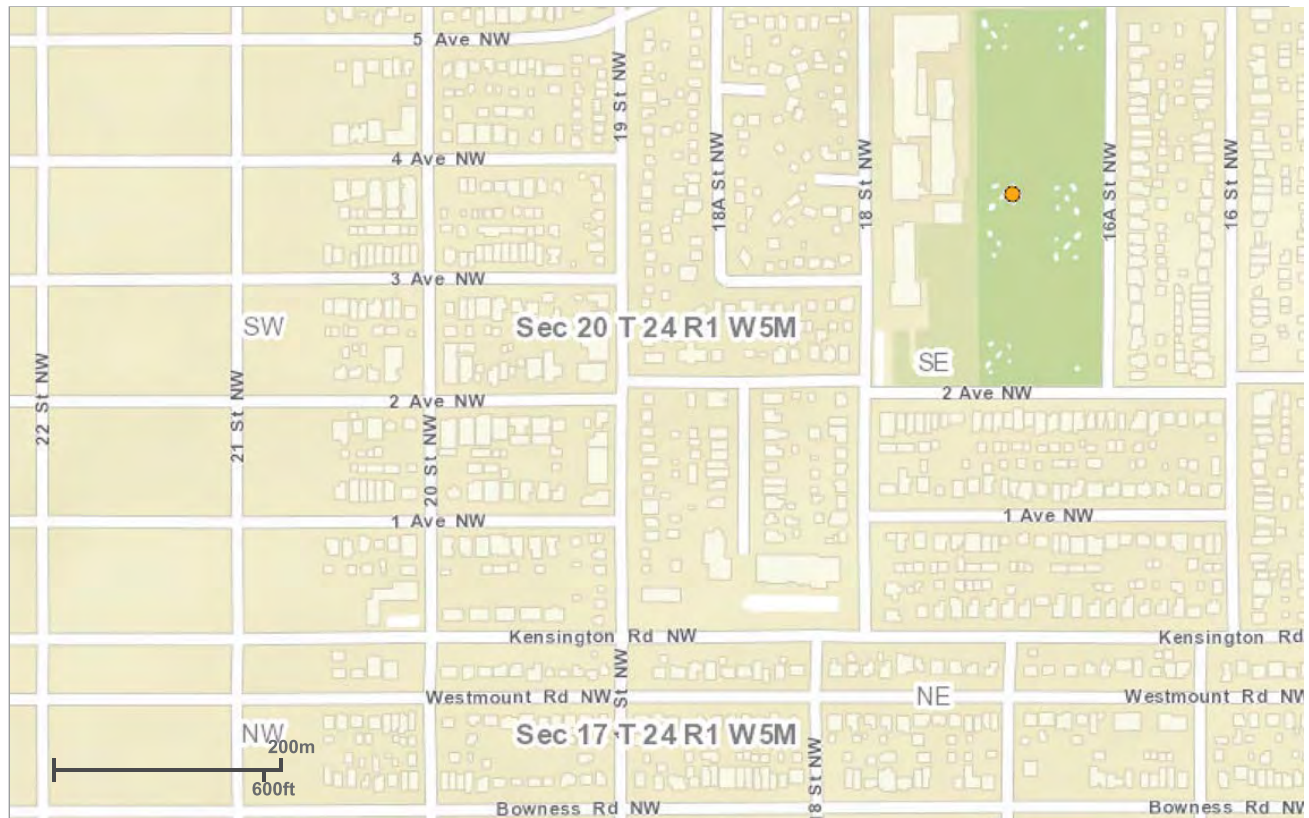 5 Ave NW
19 St NW
4 Ave NW
18A St NW
18 St NW
16A St NW
16 St NW
3 Ave NW
SW
Sec 20 T 24 R1 W5M
SE
22 St NW
21 St NW
2 Ave NW
2 Ave NW
20 St NW
1 Ave NW
1 Ave NW
Kensington Rd NW
Kensington Rd
St NW
Westmount Rd NW
NE
Westmount Rd NW
NW
Sec 17 T 24 R1 W5M
200m
600ft
8 St NW
Bowness Rd NW
Bowness Rd NW